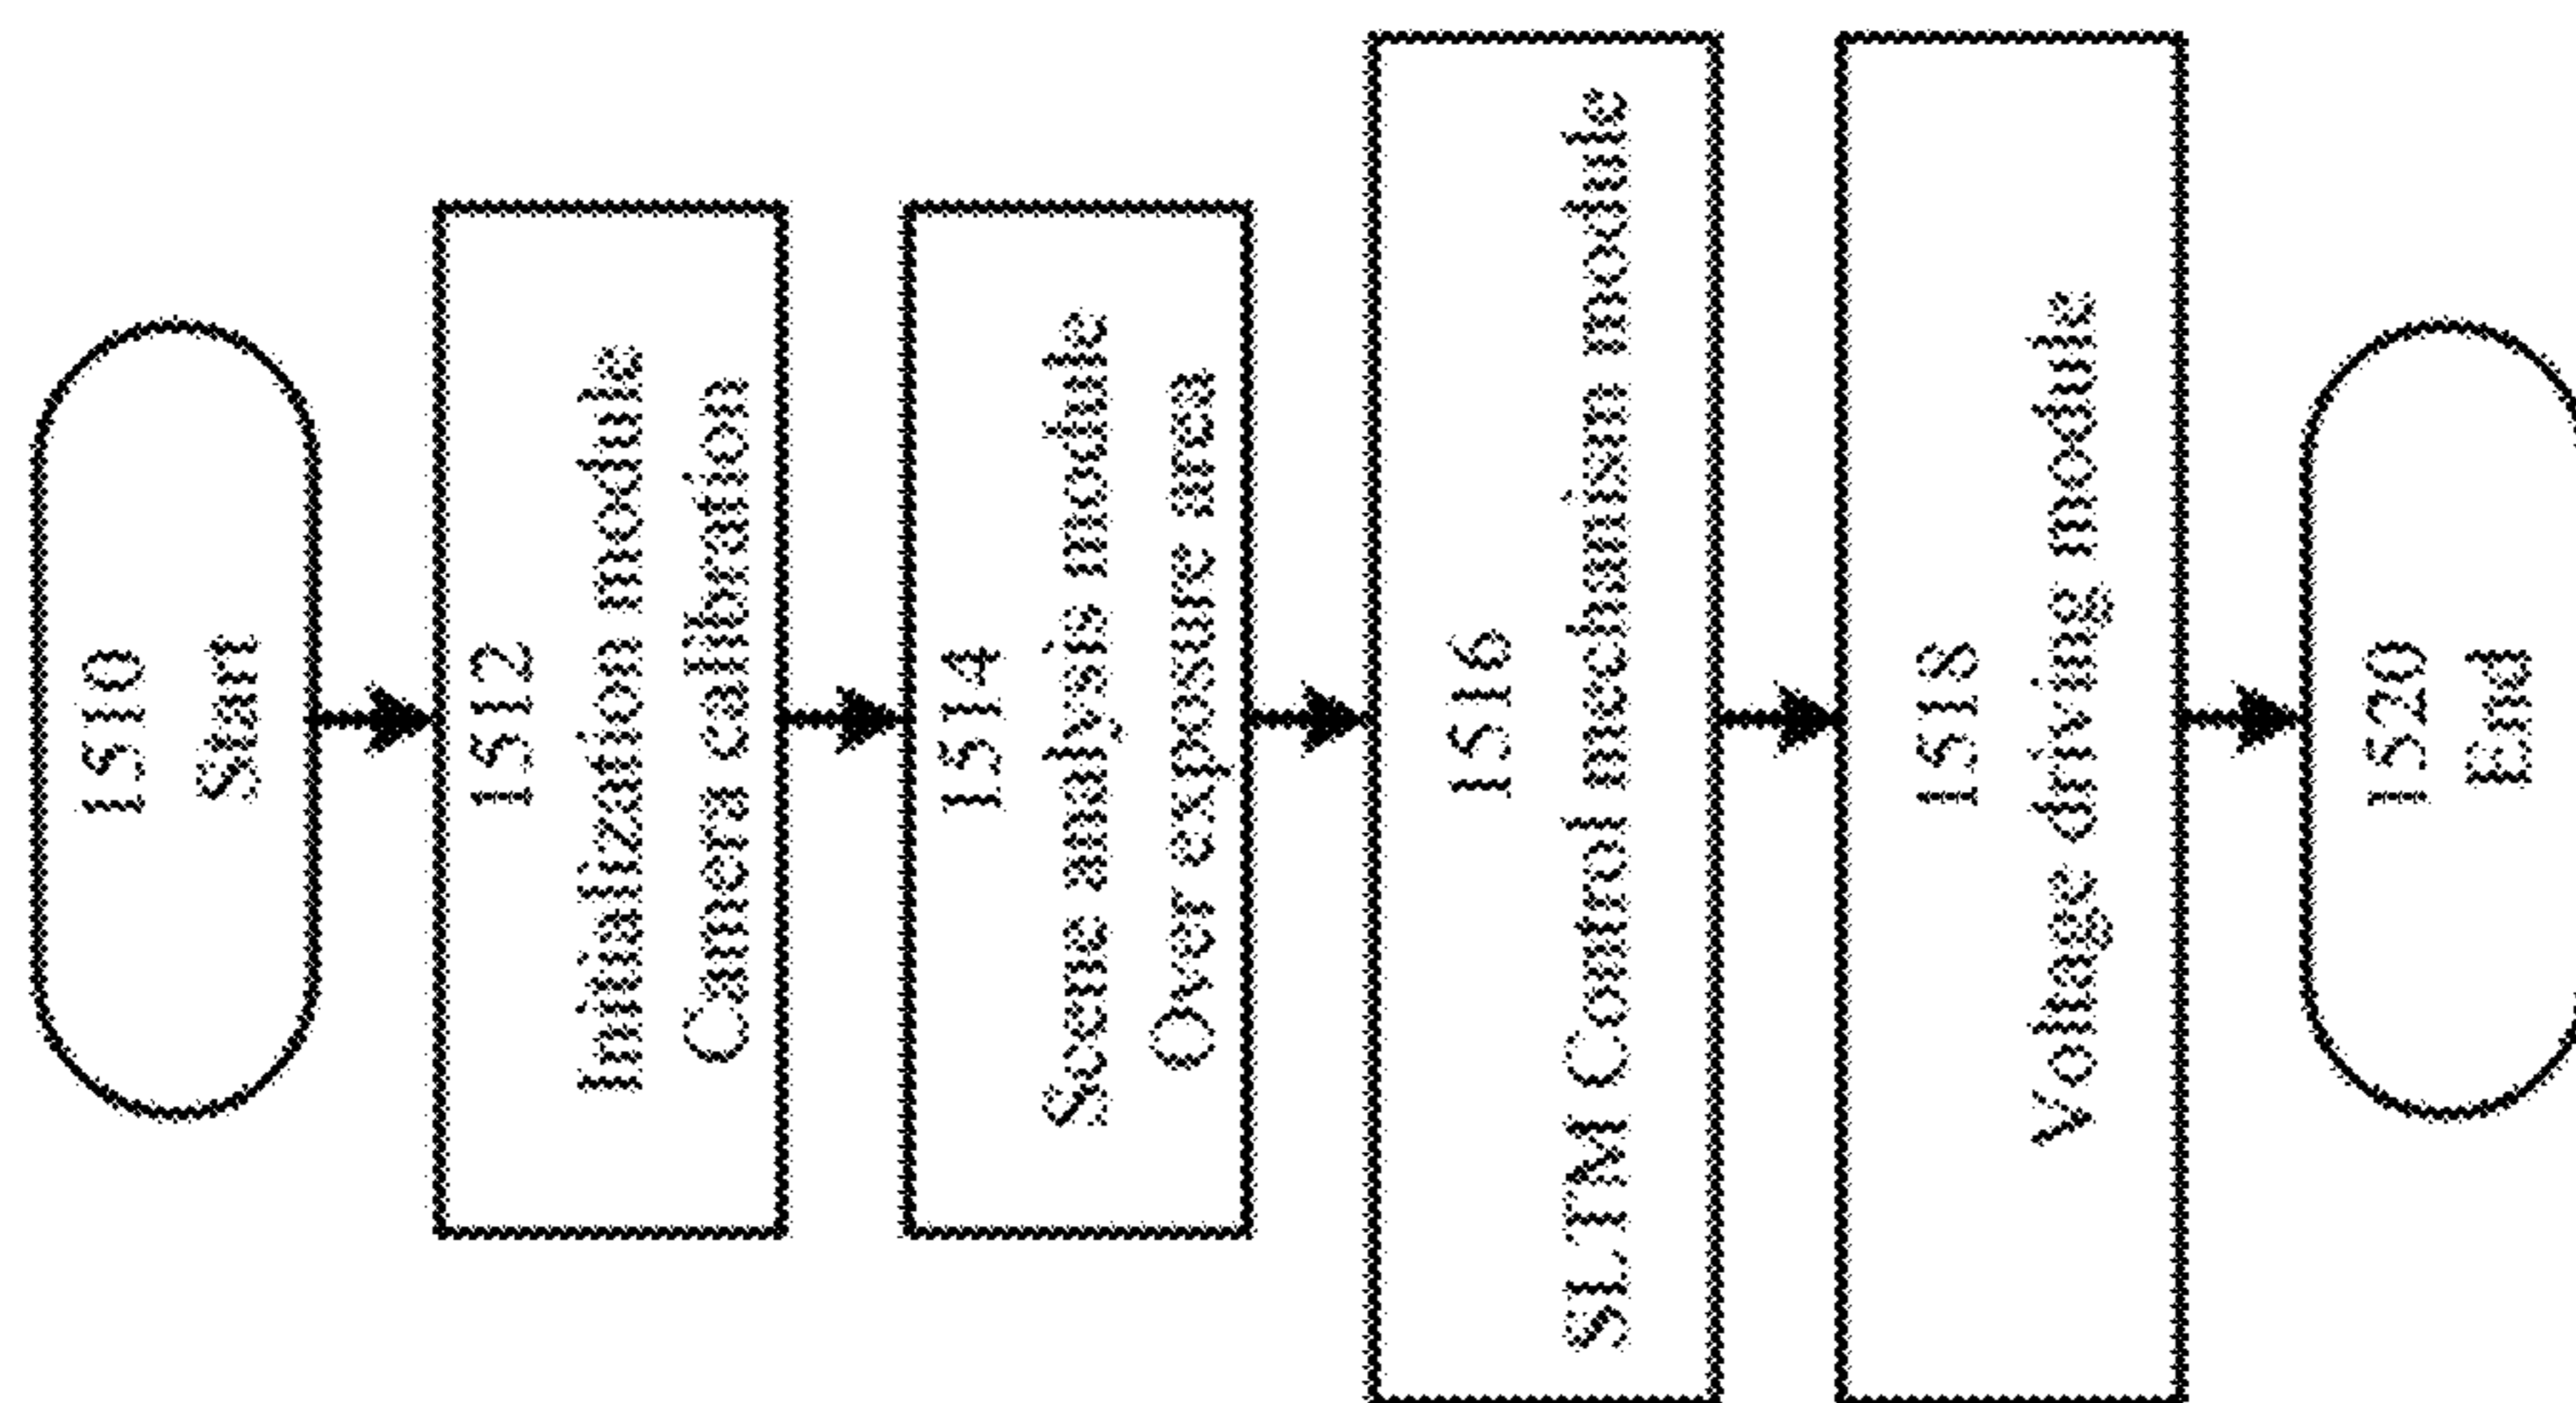 1510
Start
1512
Initialization module
Camera calibration
1514
Scene analysis module
Over exposure area
1516
SLTM Control mechanism module
1518
Voltage driving module
1520
End